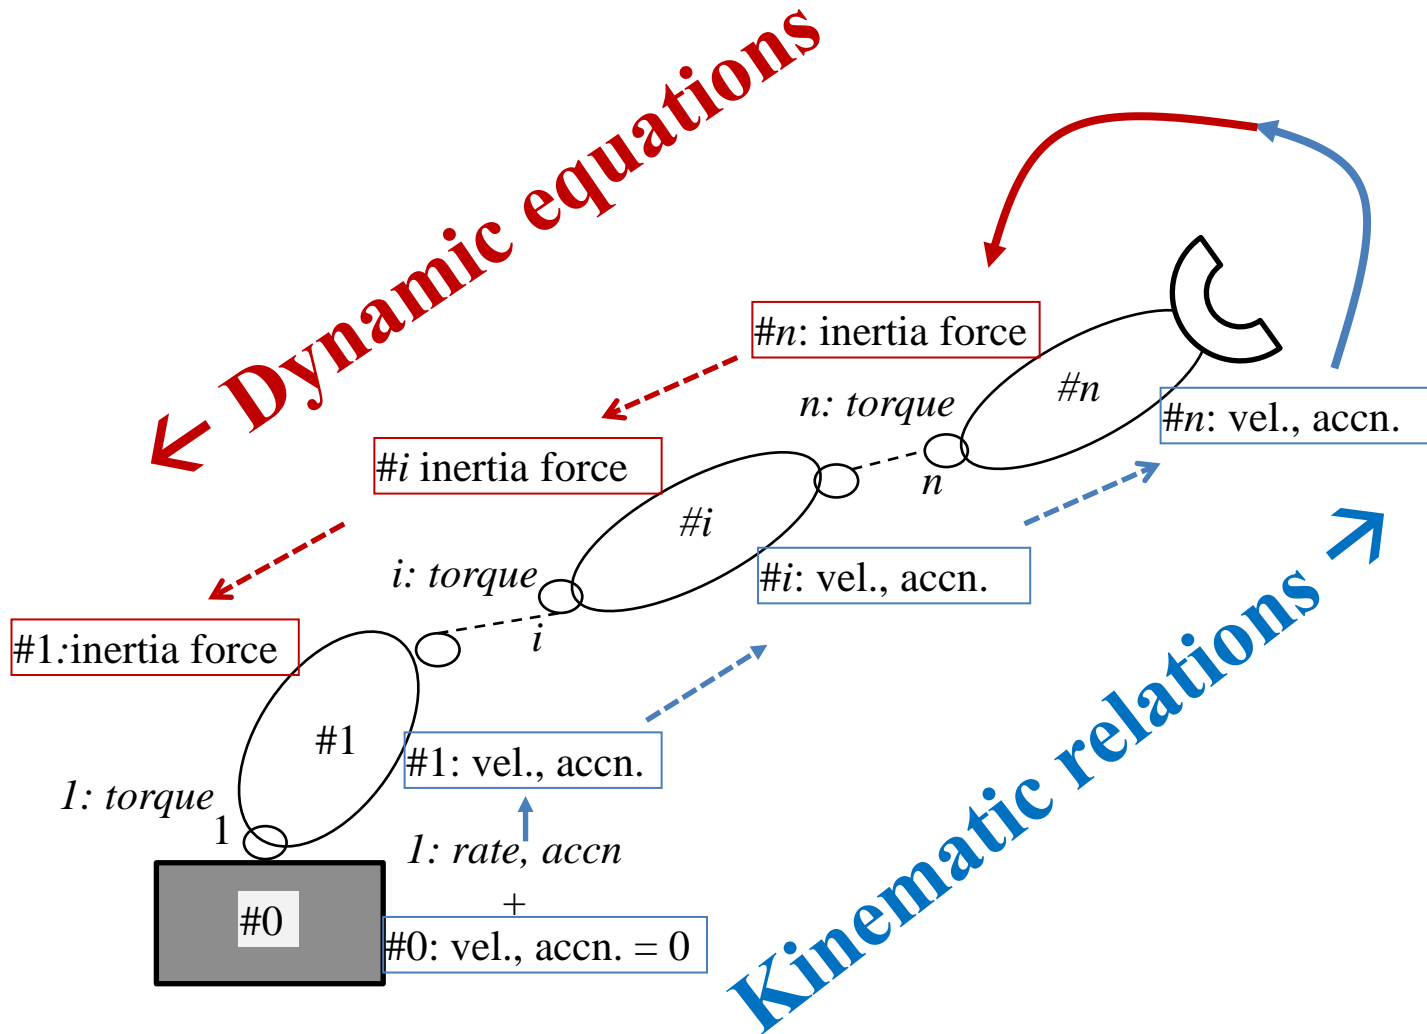 ← Dynamic equations
#n: inertia force
#n
n: torque
#n: vel., accn.
#i inertia force
n
#i
i: torque
#i: vel., accn.
i
#1:inertia force
#1
#1: vel., accn.
1: torque
1
1: rate, accn
+
#0
#0: vel., accn. = 0
Kinematic relations →